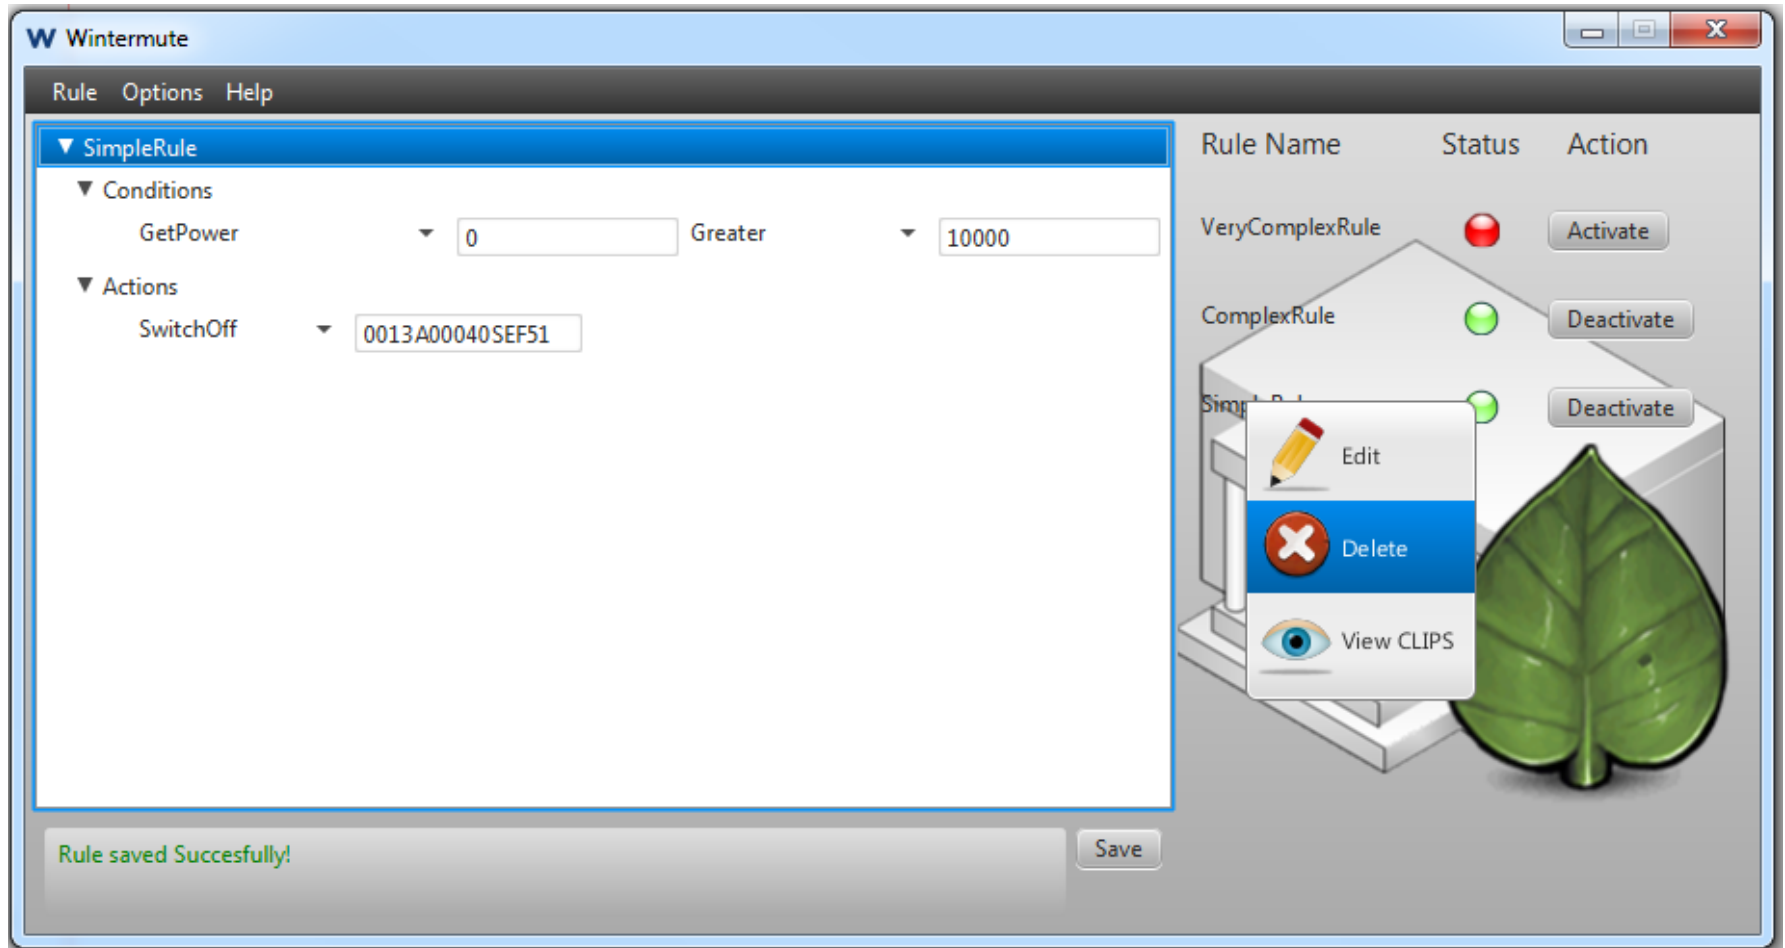 W Wintermute
Rule Options Help
SimpleRule
Conditions
GetPower 0 Greater 10000
Actions
SwitchOff 0013A00040SEF51
Rule saved Succesfully!
Save
Rule Name Status Action
VeryComplexRule Activate
ComplexRule Deactivate
Deactivate
Edit
Delete
View CLIPS